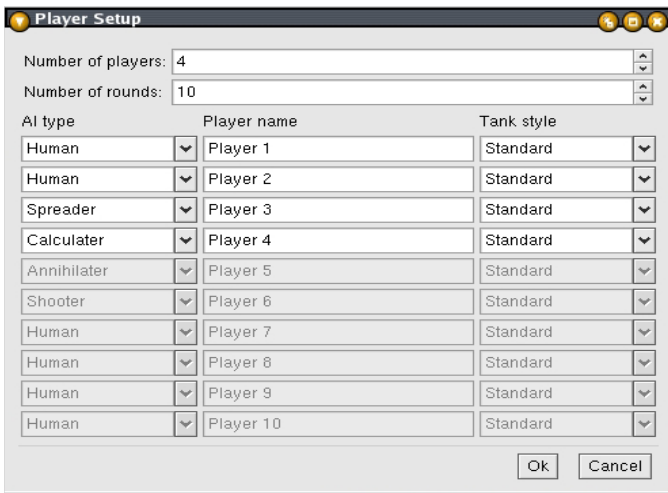 Player Setup
Number of players: 4
Number of rounds: 10
AI type Player name Tank style
Human Player 1 Standard
Human Player 2 Standard
Spreader Player 3 Standard
Calculater Player 4 Standard
Annihilater Player 5 Standard
Shooter Player 6 Standard
Human Player 7 Standard
Human Player 8 Standard
Human Player 9 Standard
Human Player 10 Standard
Ok Cancel